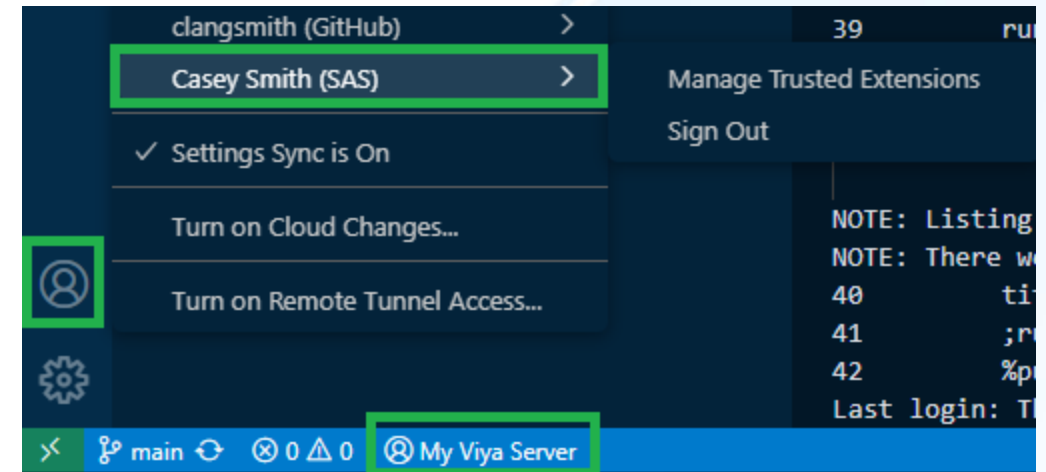 clangsmith (GitHub)
Casey Smith (SAS)
Settings Sync is On
Turn on Cloud Changes...
Turn on Remote Tunnel Access...
Manage Trusted Extensions
Sign Out
39
NOTE: Listing
NOTE: There
40
41
42
Last login:
main 0 0 My Viya Server